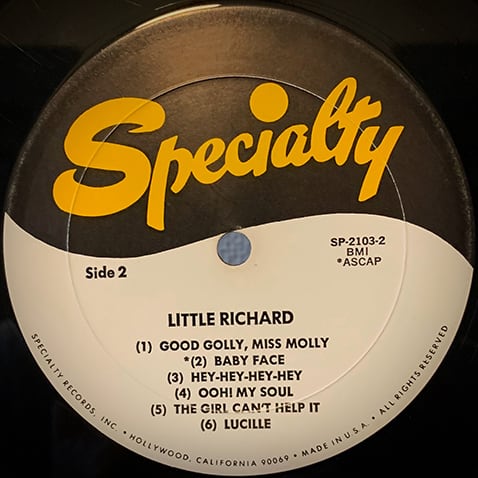 Specialty
SP-2103-2
BMI
*ASCAP
Side 2
LITTLE RICHARD
(1) GOOD GOLLY, MISS MOLLY
*(2) BABY FACE
(3) HEY-HEY-HEY-HEY
(4) OOH! MY SOUL
(5) THE GIRL CAN'T HELP IT
(6) LUCILLE
SPECIALTY RECORDS, INC. • HOLLYWOOD, CALIFORNIA 90069 • MADE IN U.S.A. • ALL RIGHTS RESERVED